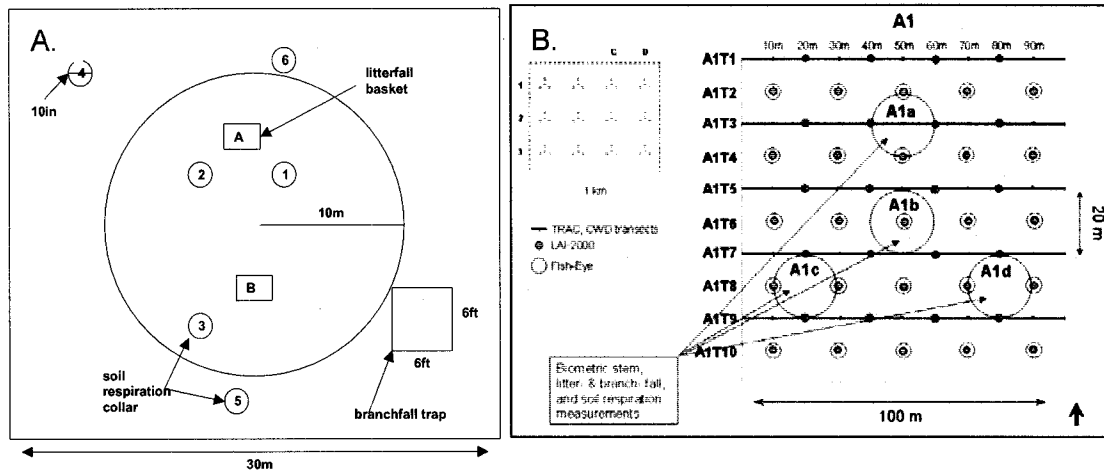 A.
4
10in
6
litterfall
basket
A
2
1
10m
B
3
6ft
6ft
soil
respiration
collar
5
branchfall trap
30m
B.
A1
C D
1
2
3
1 km
TRAC, CWD transects
LAI-2000
Fish-Eye
10m 20m 30m 40m 50m 60m 70m 80m 90m
A1T1
A1T2
A1a
A1T3
A1T4
A1T5
A1b
A1T6
20 m
A1T7
A1c
A1d
A1T8
A1T9
A1T10
Biometric stem,
litter- & branch-fall,
and soil respiration
measurements
100 m